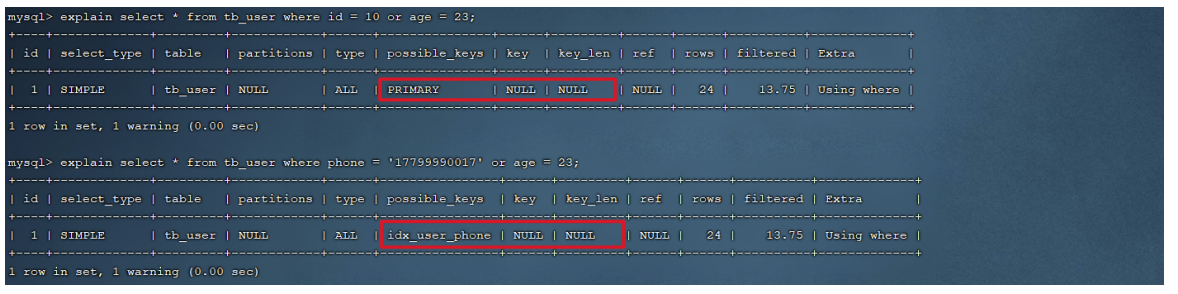 mysql> explain select * from tb_user where id = 10 or age = 23;
+----+-------------+---------+------------+------+---------------+------+---------+------+------+----------+-------------+
| id | select_type | table   | partitions | type | possible_keys | key  | key_len | ref  | rows | filtered | Extra       |
+----+-------------+---------+------------+------+---------------+------+---------+------+------+----------+-------------+
|  1 | SIMPLE      | tb_user | NULL       | ALL  | PRIMARY       | NULL | NULL    | NULL |   24 |    13.75 | Using where |
+----+-------------+---------+------------+------+---------------+------+---------+------+------+----------+-------------+
1 row in set, 1 warning (0.00 sec)
mysql> explain select * from tb_user where phone = '17799990017' or age = 23;
+----+-------------+---------+------------+------+----------------+------+---------+------+------+----------+-------------+
| id | select_type | table   | partitions | type | possible_keys  | key  | key_len | ref  | rows | filtered | Extra       |
+----+-------------+---------+------------+------+----------------+------+---------+------+------+----------+-------------+
|  1 | SIMPLE      | tb_user | NULL       | ALL  | idx_user_phone | NULL | NULL    | NULL |   24 |    13.75 | Using where |
+----+-------------+---------+------------+------+----------------+------+---------+------+------+----------+-------------+
1 row in set, 1 warning (0.00 sec)